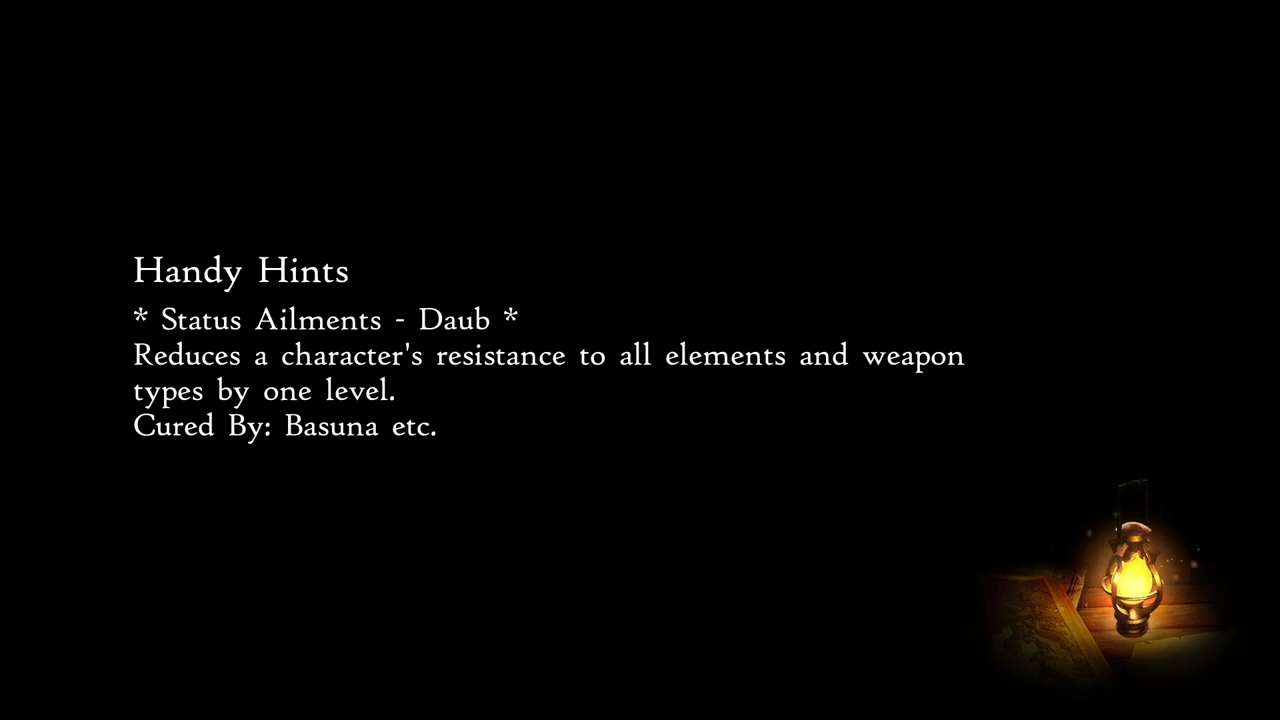 Handy Hints
* Status Ailments - Daub *
Reduces a character's resistance to all elements and weapon
types by one level.
Cured By: Basuna etc.